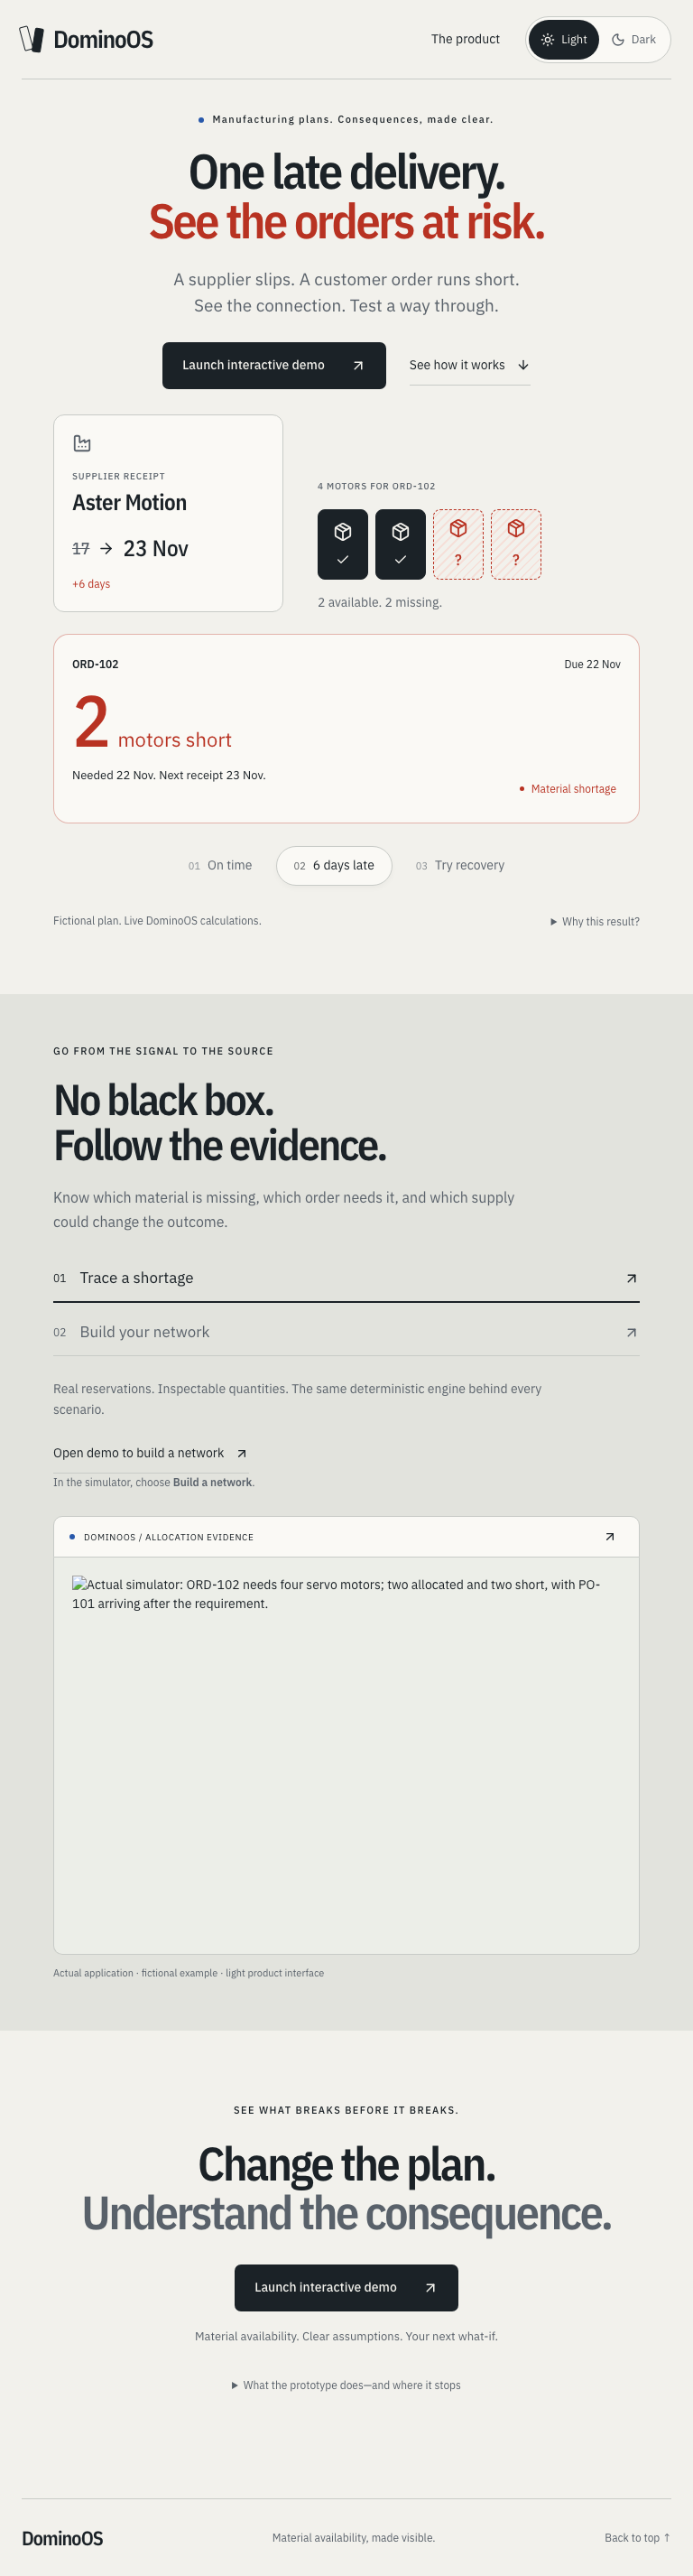 DominoOS
The product
Light
Dark
Manufacturing plans. Consequences, made clear.
One late delivery.
See the orders at risk.
A supplier slips. A customer order runs short.
See the connection. Test a way through.
Launch interactive demo
See how it works
SUPPLIER RECEIPT
Aster Motion
17 → 23 Nov
+6 days
4 MOTORS FOR ORD-102
? ?
2 available. 2 missing.
ORD-102
Due 22 Nov
2 motors short
Needed 22 Nov. Next receipt 23 Nov.
Material shortage
01 On time
02 6 days late
03 Try recovery
Fictional plan. Live DominoOS calculations.
Why this result?
GO FROM THE SIGNAL TO THE SOURCE
No black box.
Follow the evidence.
Know which material is missing, which order needs it, and which supply
could change the outcome.
01 Trace a shortage
02 Build your network
Real reservations. Inspectable quantities. The same deterministic engine behind every
scenario.
Open demo to build a network
In the simulator, choose Build a network.
DOMINOOS / ALLOCATION EVIDENCE
Actual simulator: ORD-102 needs four servo motors; two allocated and two short, with PO-
101 arriving after the requirement.
Actual application · fictional example · light product interface
SEE WHAT BREAKS BEFORE IT BREAKS.
Change the plan.
Understand the consequence.
Launch interactive demo
Material availability. Clear assumptions. Your next what-if.
What the prototype does—and where it stops
DominoOS
Material availability, made visible.
Back to top ↑